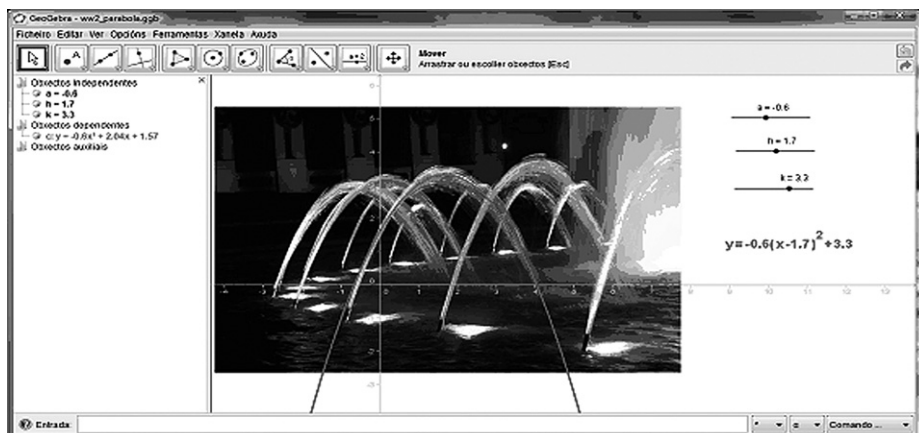 GeoGebra - ww2_parabola.ggb
Ficheiro Editar Ver Opcións Ferramentas Xanela Axuda
Mover
Arrastrar ou escoller obxectos [Esc]
Obxectos independentes
a = -0.6
h = 1.7
k = 3.3
Obxectos dependentes
c: y = -0.6x² + 2.04x + 1.57
Obxectos auxiliais
a = -0.6
h = 1.7
k = 3.3
y=-0.6(x-1.7)²+3.3
Entrada:
Comando ...